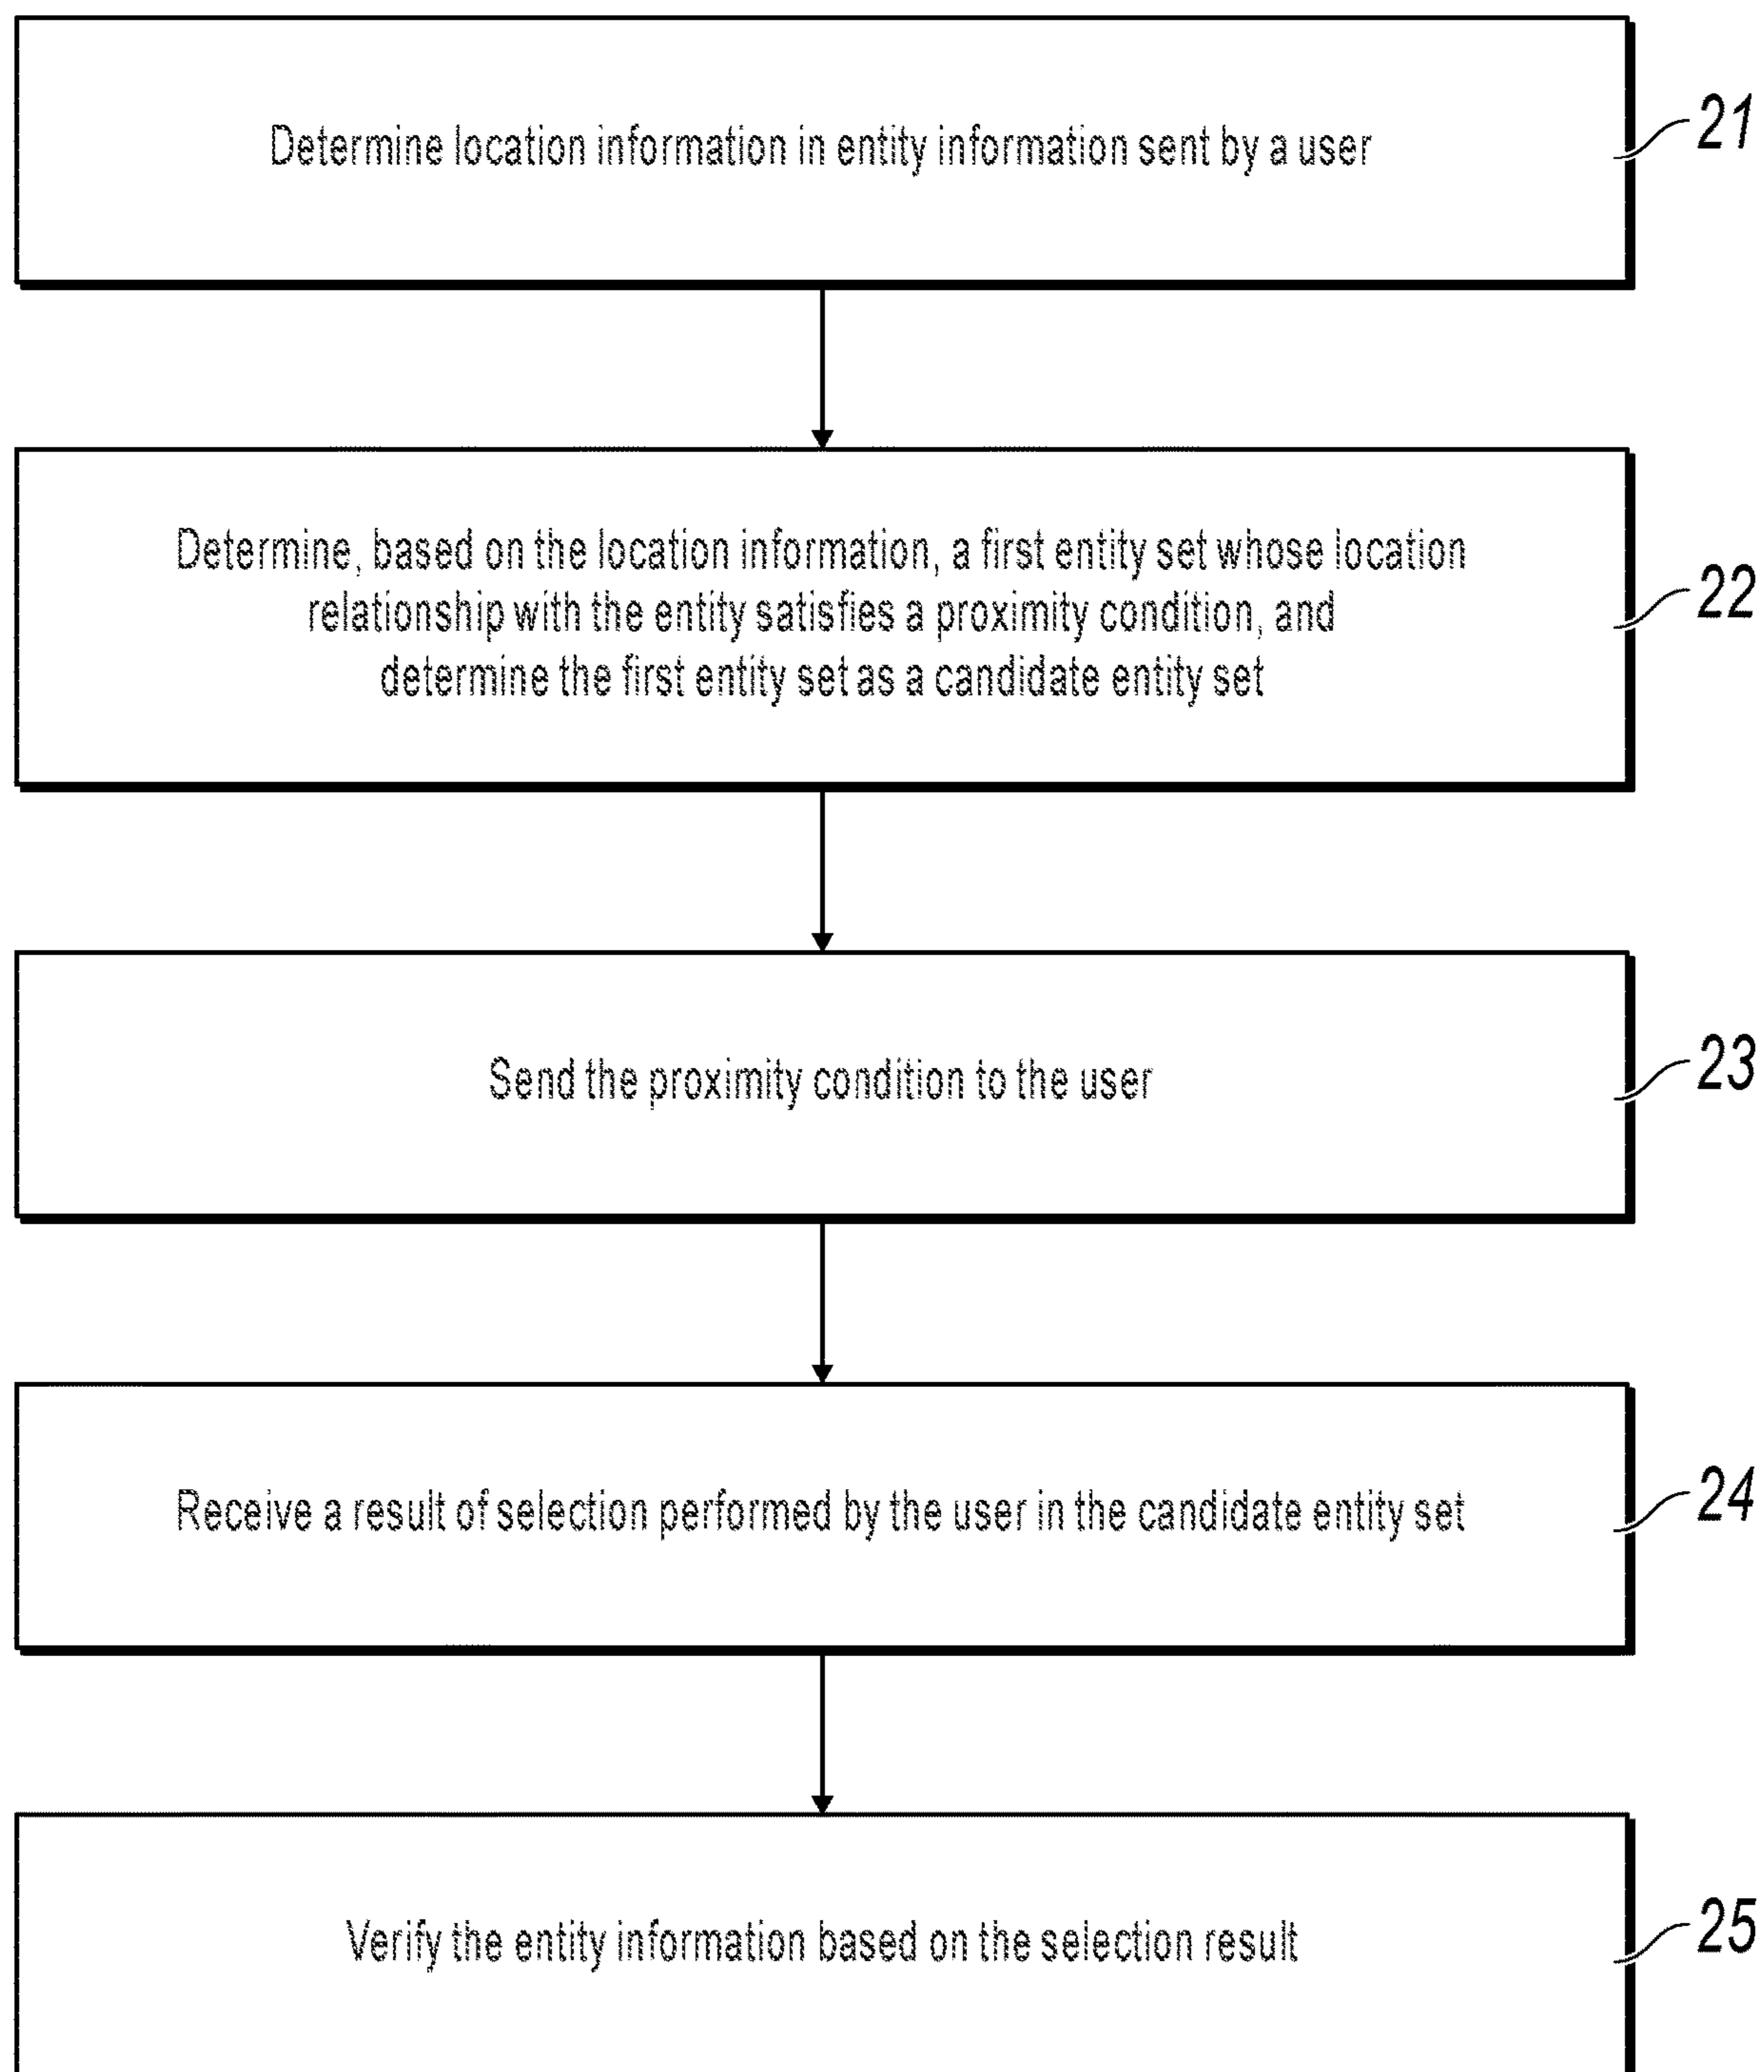 Determine location information in entity information sent by a user
21
Determine, based on the location information, a first entity set whose location
relationship with the entity satisfies a proximity condition, and
determine the first entity set as a candidate entity set
22
Send the proximity condition to the user
23
Receive a result of selection performed by the user in the candidate entity set
24
Verify the entity information based on the selection result
25